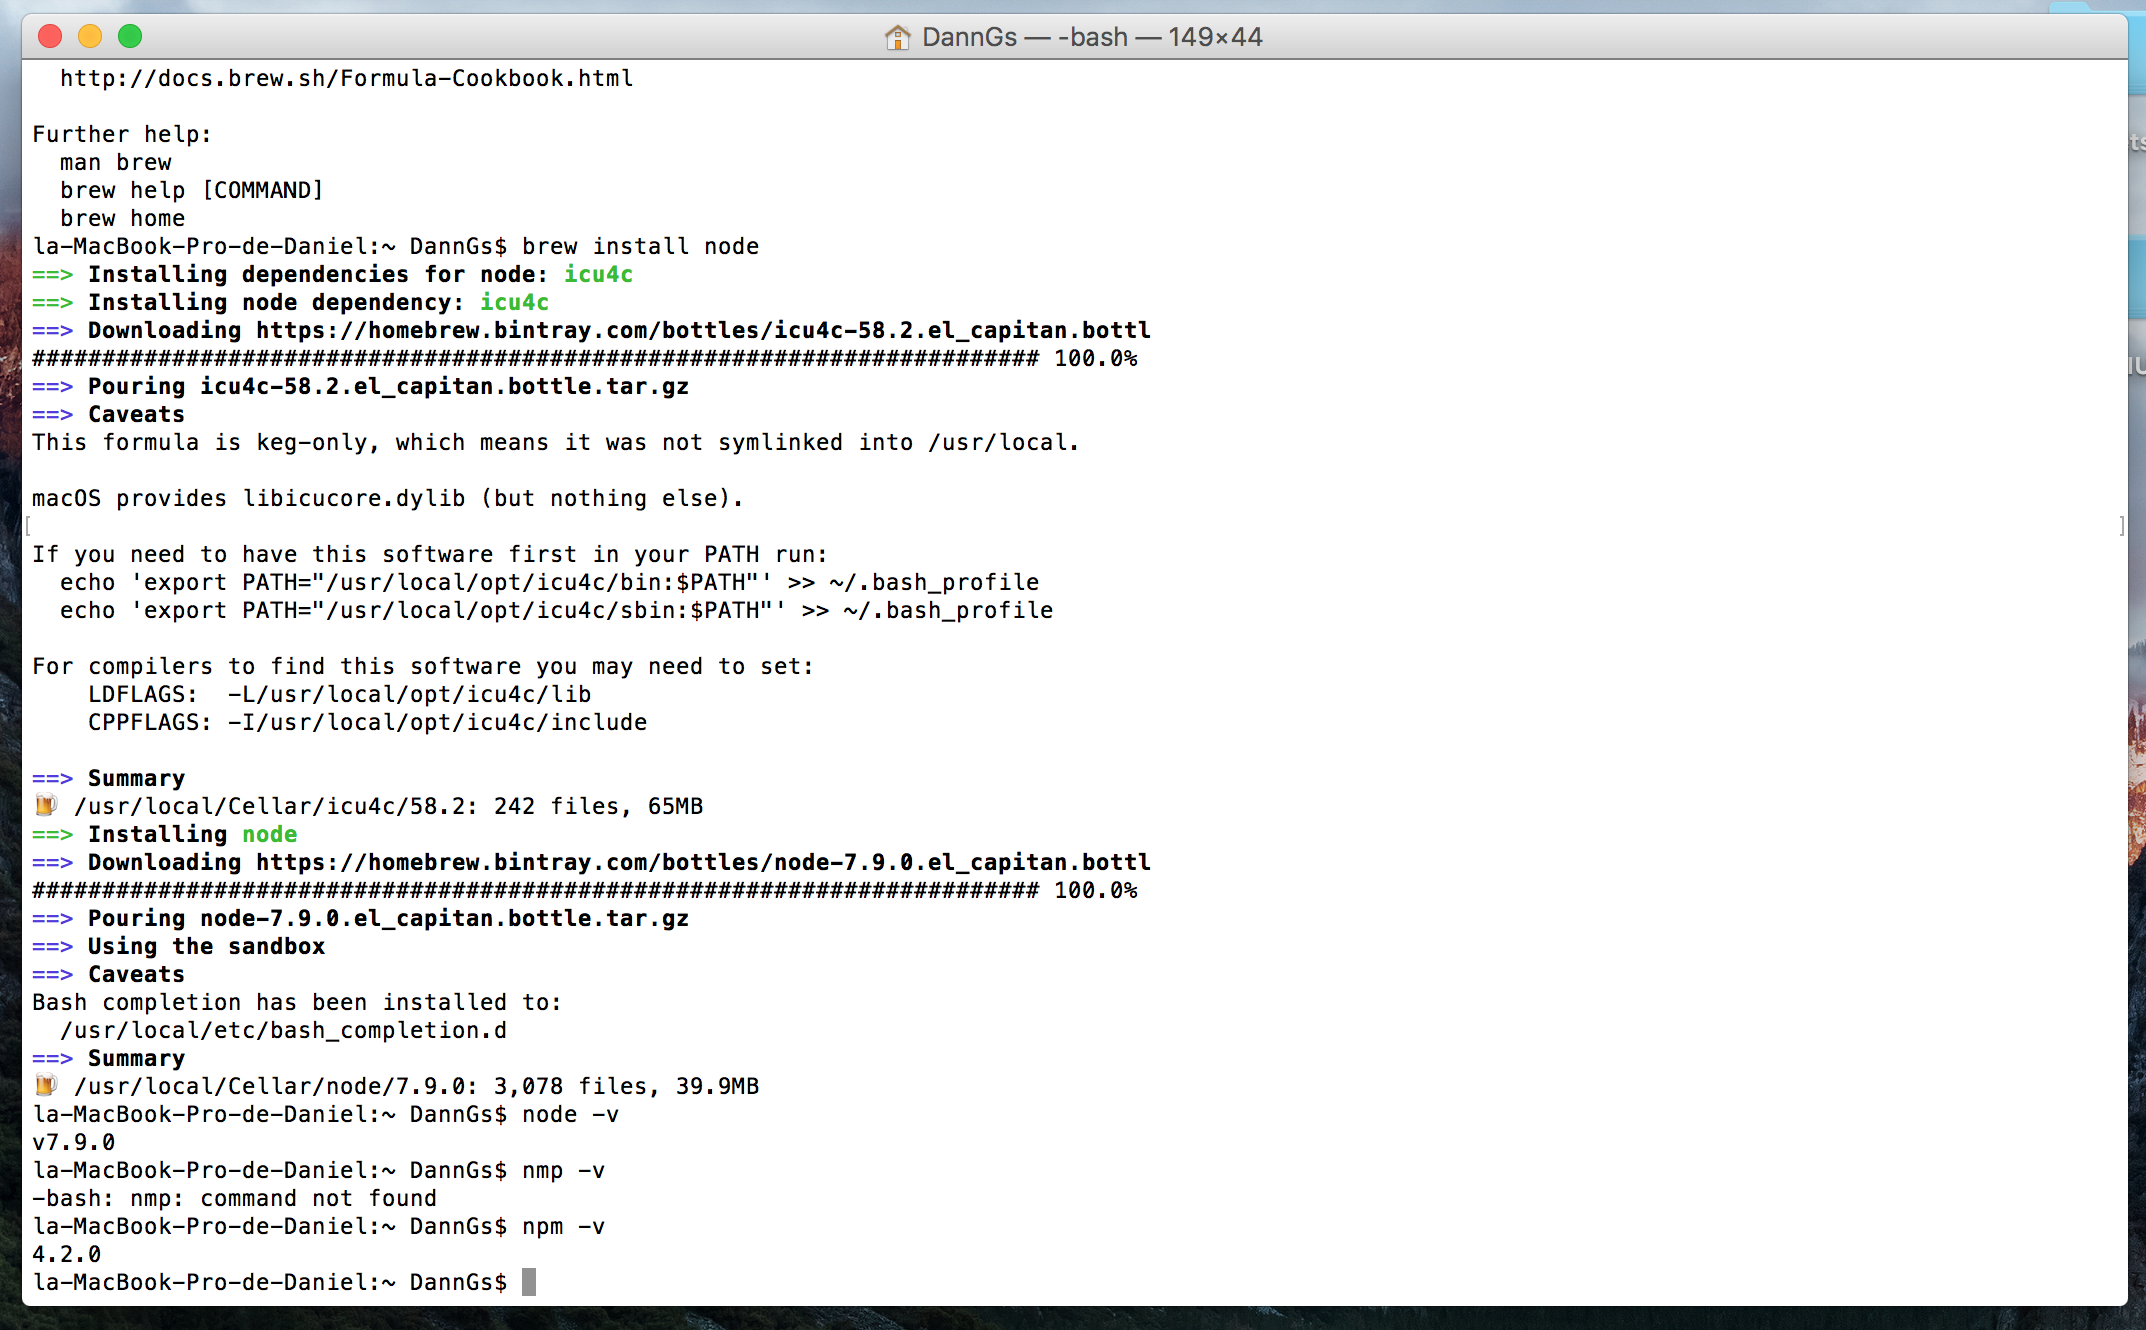 DannGs — -bash — 149×44
http://docs.brew.sh/Formula-Cookbook.html
Further help:
man brew
brew help [COMMAND]
brew home
la-MacBook-Pro-de-Daniel:~ DannGs$ brew install node
==> Installing dependencies for node: icu4c
==> Installing node dependency: icu4c
==> Downloading https://homebrew.bintray.com/bottles/icu4c-58.2.el_capitan.bottl
######################################################################## 100.0%
==> Pouring icu4c-58.2.el_capitan.bottle.tar.gz
==> Caveats
This formula is keg-only, which means it was not symlinked into /usr/local.
macOS provides libicucore.dylib (but nothing else).
[ ]
If you need to have this software first in your PATH run:
echo 'export PATH="/usr/local/opt/icu4c/bin:$PATH"' >> ~/.bash_profile
echo 'export PATH="/usr/local/opt/icu4c/sbin:$PATH"' >> ~/.bash_profile
For compilers to find this software you may need to set:
LDFLAGS:  -L/usr/local/opt/icu4c/lib
CPPFLAGS: -I/usr/local/opt/icu4c/include
==> Summary
🍺 /usr/local/Cellar/icu4c/58.2: 242 files, 65MB
==> Installing node
==> Downloading https://homebrew.bintray.com/bottles/node-7.9.0.el_capitan.bottl
######################################################################## 100.0%
==> Pouring node-7.9.0.el_capitan.bottle.tar.gz
==> Using the sandbox
==> Caveats
Bash completion has been installed to:
/usr/local/etc/bash_completion.d
==> Summary
🍺 /usr/local/Cellar/node/7.9.0: 3,078 files, 39.9MB
la-MacBook-Pro-de-Daniel:~ DannGs$ node -v
v7.9.0
la-MacBook-Pro-de-Daniel:~ DannGs$ nmp -v
-bash: nmp: command not found
la-MacBook-Pro-de-Daniel:~ DannGs$ npm -v
4.2.0
la-MacBook-Pro-de-Daniel:~ DannGs$